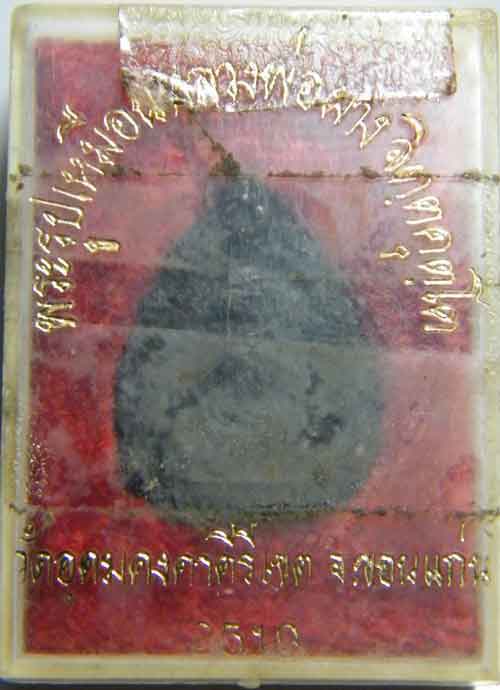 พระรูปเหมือนหลวงพ่อผาง จิตฺตคุตฺโต
วัดอุดมคงคาคีรีเขต จ.ขอนแก่น
2510